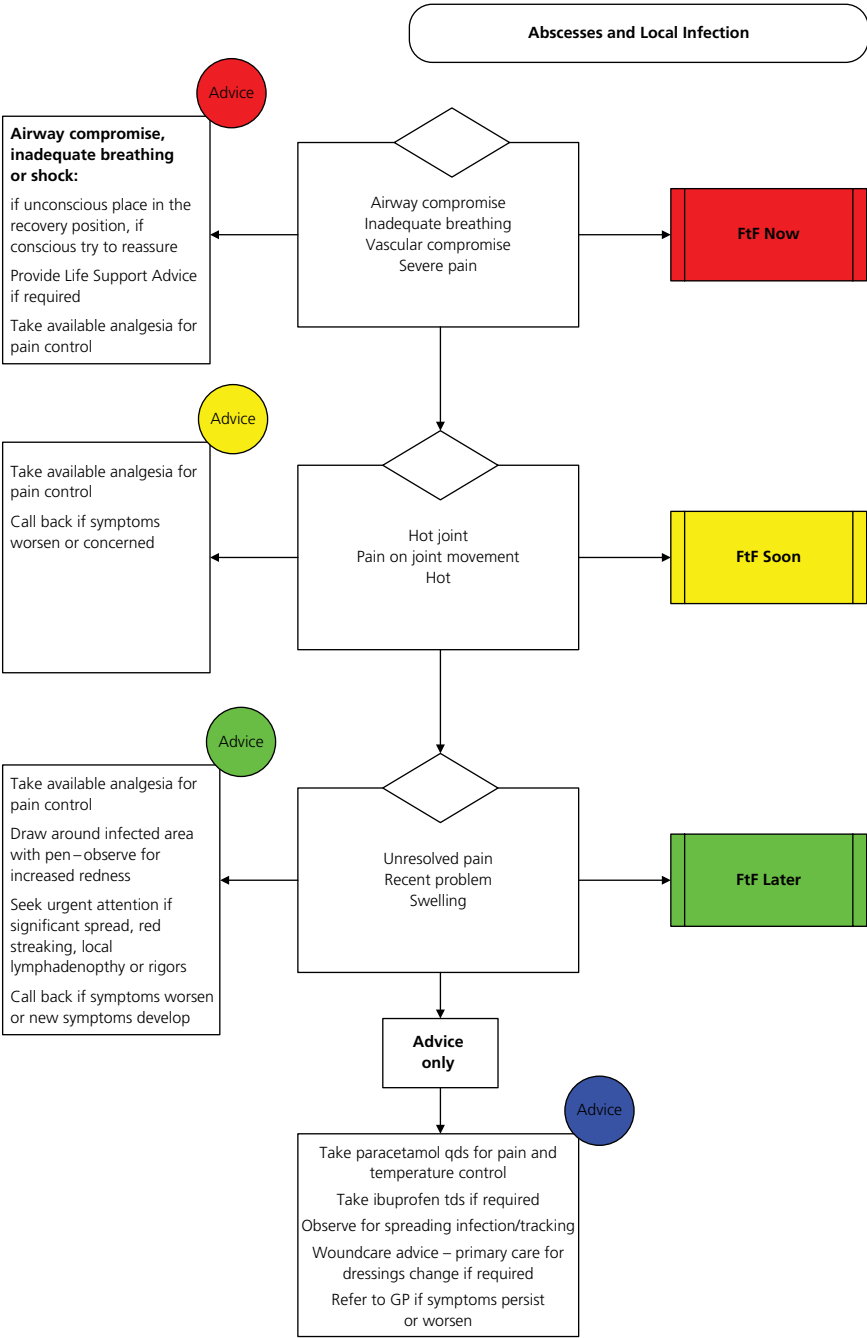 Abscesses and Local Infection
Advice
Airway compromise,
inadequate breathing
or shock:
if unconscious place in the
recovery position, if
conscious try to reassure
Provide Life Support Advice
if required
Take available analgesia for
pain control
Airway compromise
Inadequate breathing
Vascular compromise
Severe pain
FtF Now
Advice
Take available analgesia for
pain control
Call back if symptoms
worsen or concerned
Hot joint
Pain on joint movement
Hot
FtF Soon
Advice
Take available analgesia for
pain control
Draw around infected area
with pen – observe for
increased redness
Seek urgent attention if
significant spread, red
streaking, local
lymphadenopthy or rigors
Call back if symptoms worsen
or new symptoms develop
Unresolved pain
Recent problem
Swelling
FtF Later
Advice
only
Advice
Take paracetamol qds for pain and
temperature control
Take ibuprofen tds if required
Observe for spreading infection/tracking
Woundcare advice – primary care for
dressings change if required
Refer to GP if symptoms persist
or worsen